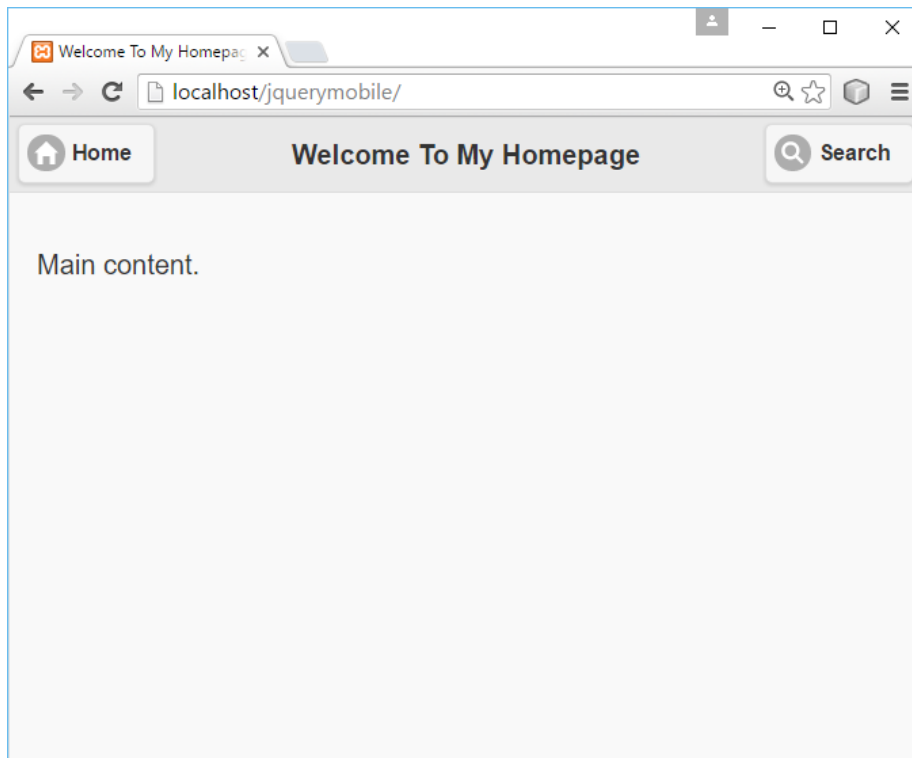 Welcome To My Homepag
localhost/jquerymobile/
Home
Welcome To My Homepage
Search
Main content.